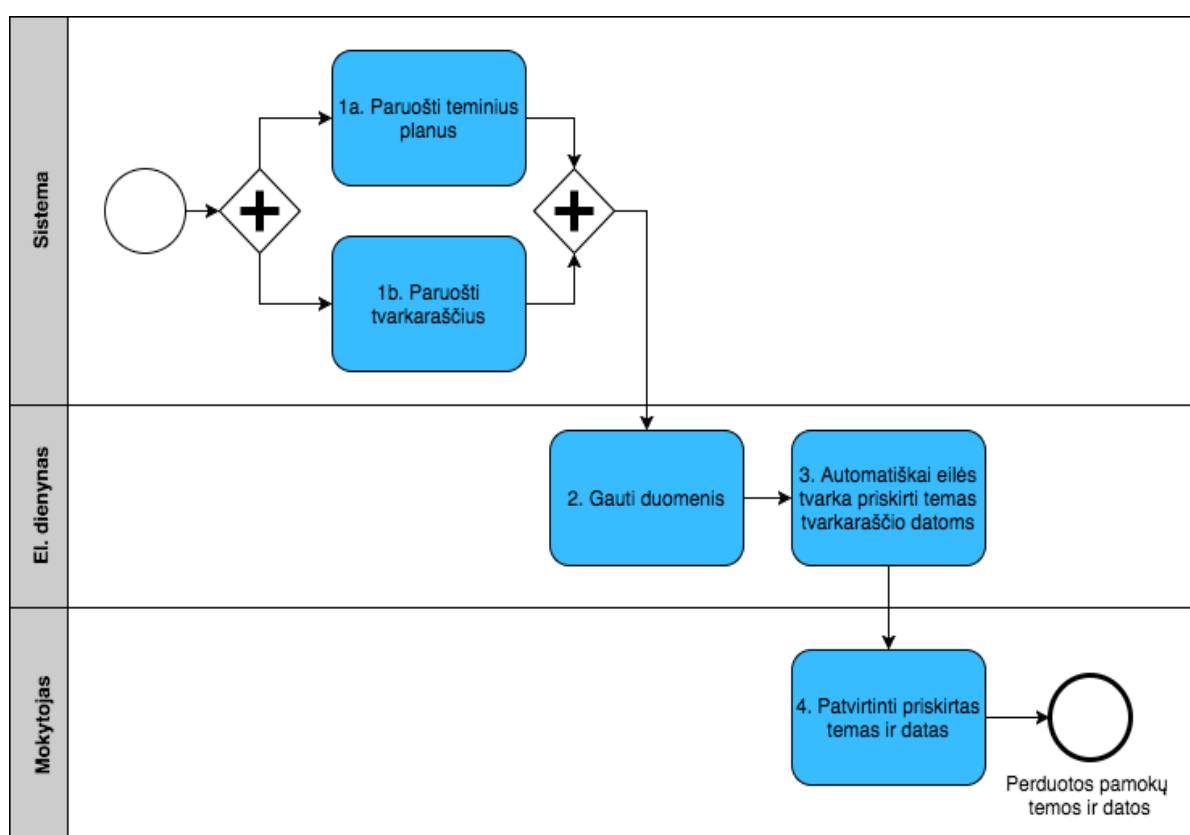 Sistema
1a. Paruošti teminius
planus
1b. Paruošti
tvarkaraščius
El. dienynas
2. Gauti duomenis
3. Automatiškai eilės
tvarka priskirti temas
tvarkaraščio datoms
Mokytojas
4. Patvirtinti priskirtas
temas ir datas
Perduotos pamokų
temos ir datos